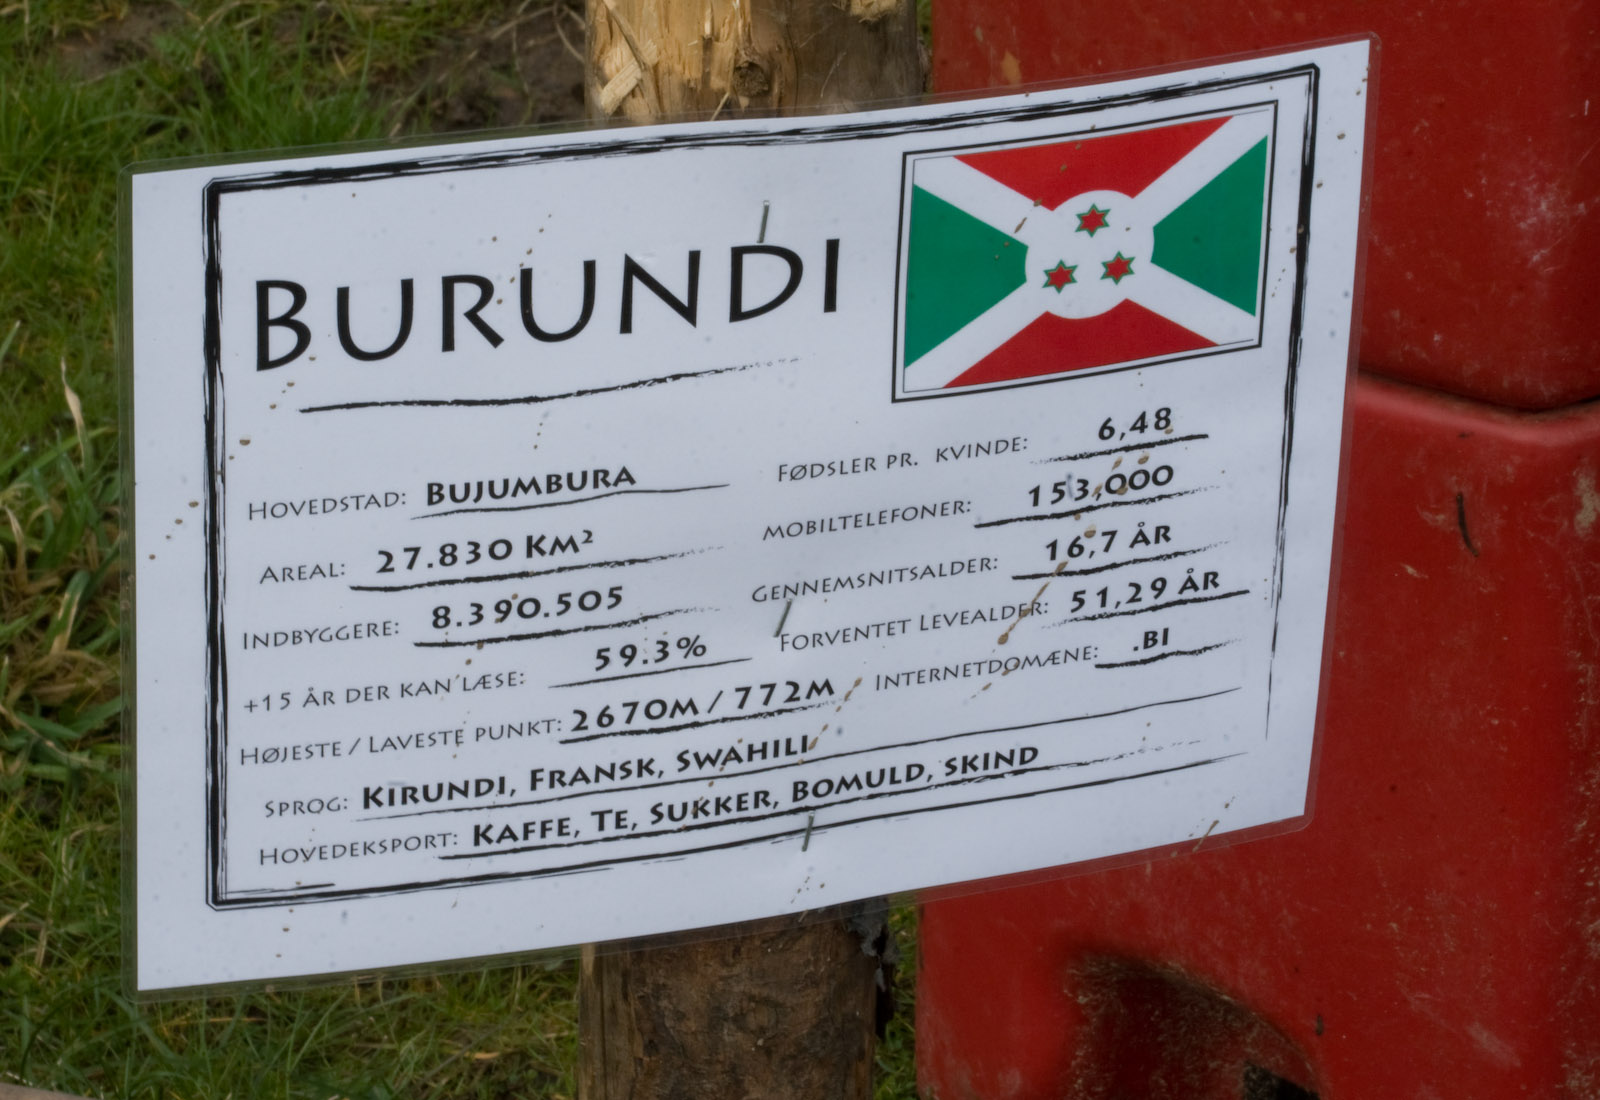 Burundi
Hovedstad: Bujumbura
Areal: 27.830 Km²
Indbyggere: 8.390.505
+15 år der kan læse: 59.3%
Højeste / Laveste punkt: 2670m / 772m
Sprog: Kirundi, Fransk, Swahili
Hovedeksport: Kaffe, Te, Sukker, Bomuld, skind
Fødsler pr. kvinde: 6,48
Mobiltelefoner: 153,000
Gennemsnitsalder: 16,7 år
Forventet Levealder: 51,29 år
Internetdomæne: .bi